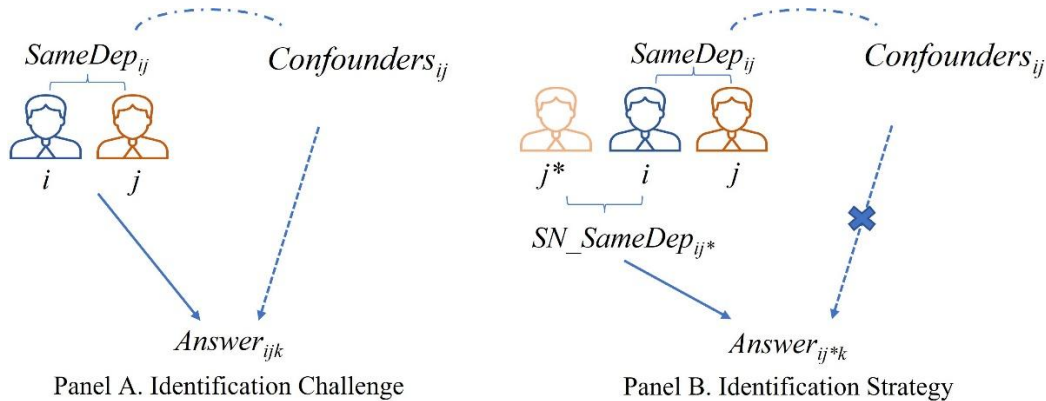 SameDep_ij
Confounders_ij
i
j
Answer_ijk
Panel A. Identification Challenge
SameDep_ij
Confounders_ij
j*
i
j
SN_SameDep_ij*
Answer_ij*k
Panel B. Identification Strategy